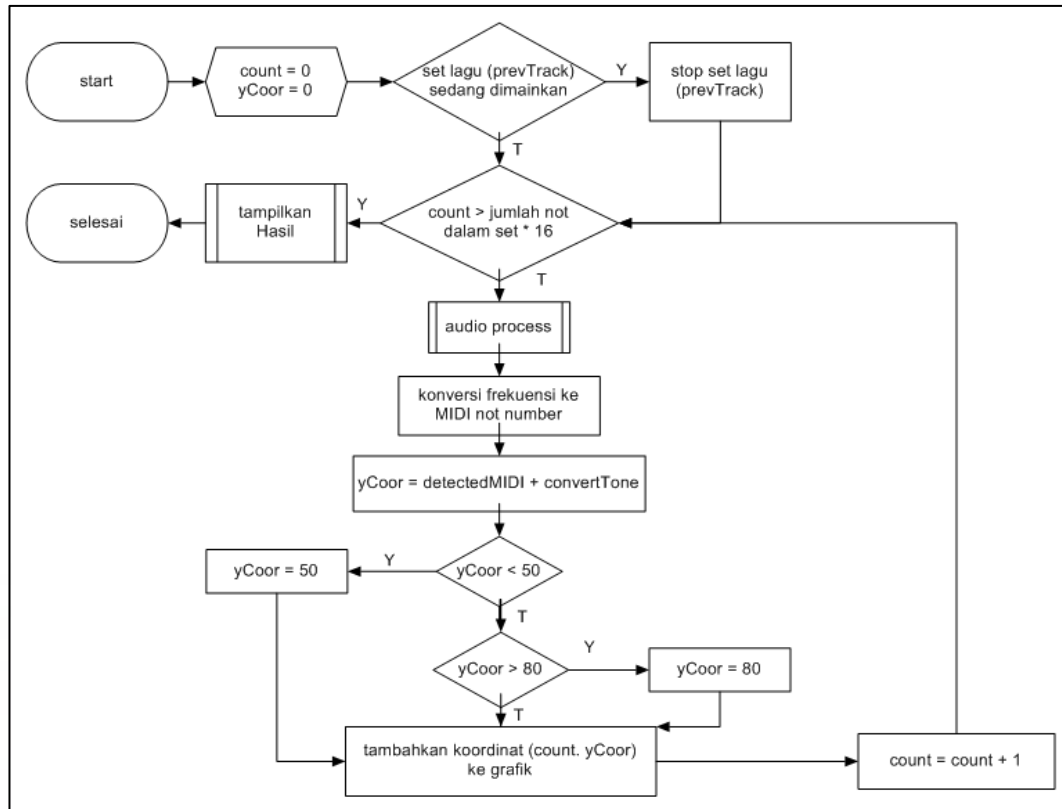 start
count = 0
yCoor = 0
set lagu (prevTrack)
sedang dimainkan
Y
stop set lagu
(prevTrack)
T
selesai
tampilkan
Hasil
Y
count > jumlah not
dalam set * 16
T
audio process
konversi frekuensi ke
MIDI not number
yCoor = detectedMIDI + convertTone
yCoor = 50
Y
yCoor < 50
T
yCoor > 80
Y
yCoor = 80
T
tambahkan koordinat (count. yCoor)
ke grafik
count = count + 1